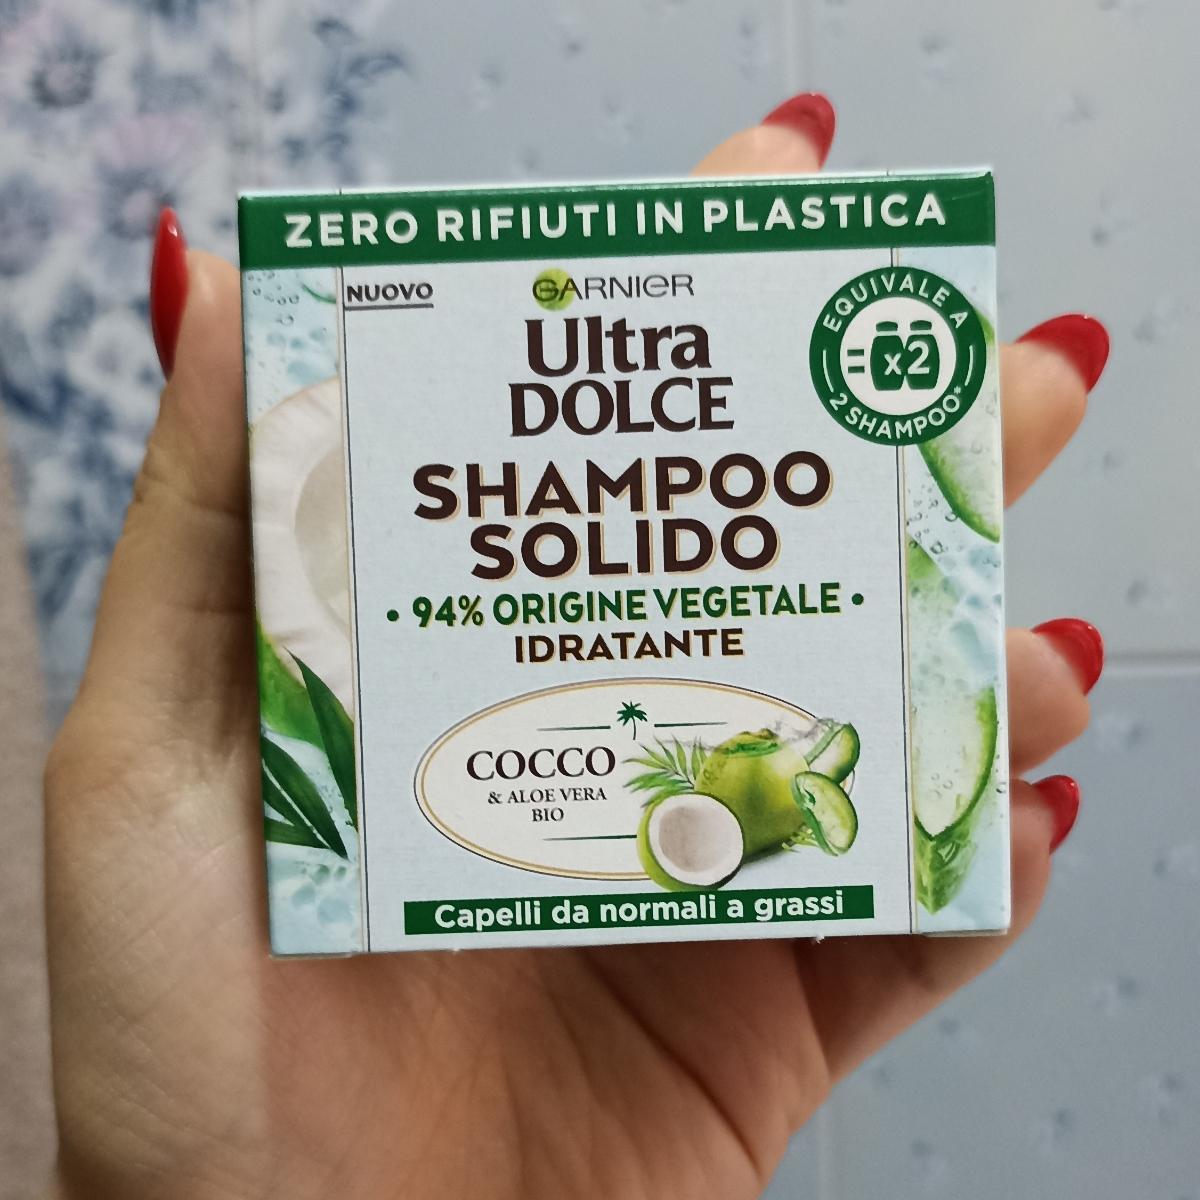 ZERO RIFIUTI IN PLASTICA
NUOVO
GARNIER
Ultra
DOLCE
EQUIVALE A
= x2
2 SHAMPOO*
SHAMPOO
SOLIDO
• 94% ORIGINE VEGETALE •
IDRATANTE
COCCO
& ALOE VERA
BIO
Capelli da normali a grassi